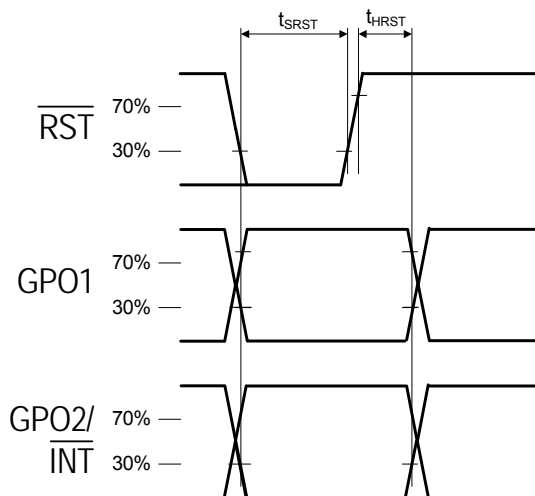 tSRST
tHRST
RST
70%
30%
GPO1
70%
30%
GPO2/
INT
70%
30%